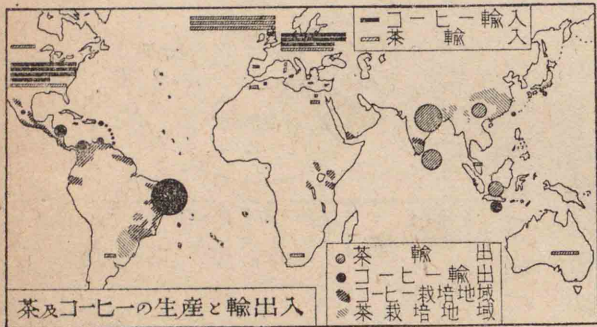 コーヒー輸入
茶輸入
茶輸出
コーヒー輸出
コーヒー栽培地域
茶栽培地域
茶及コーヒーの生産と輸出入